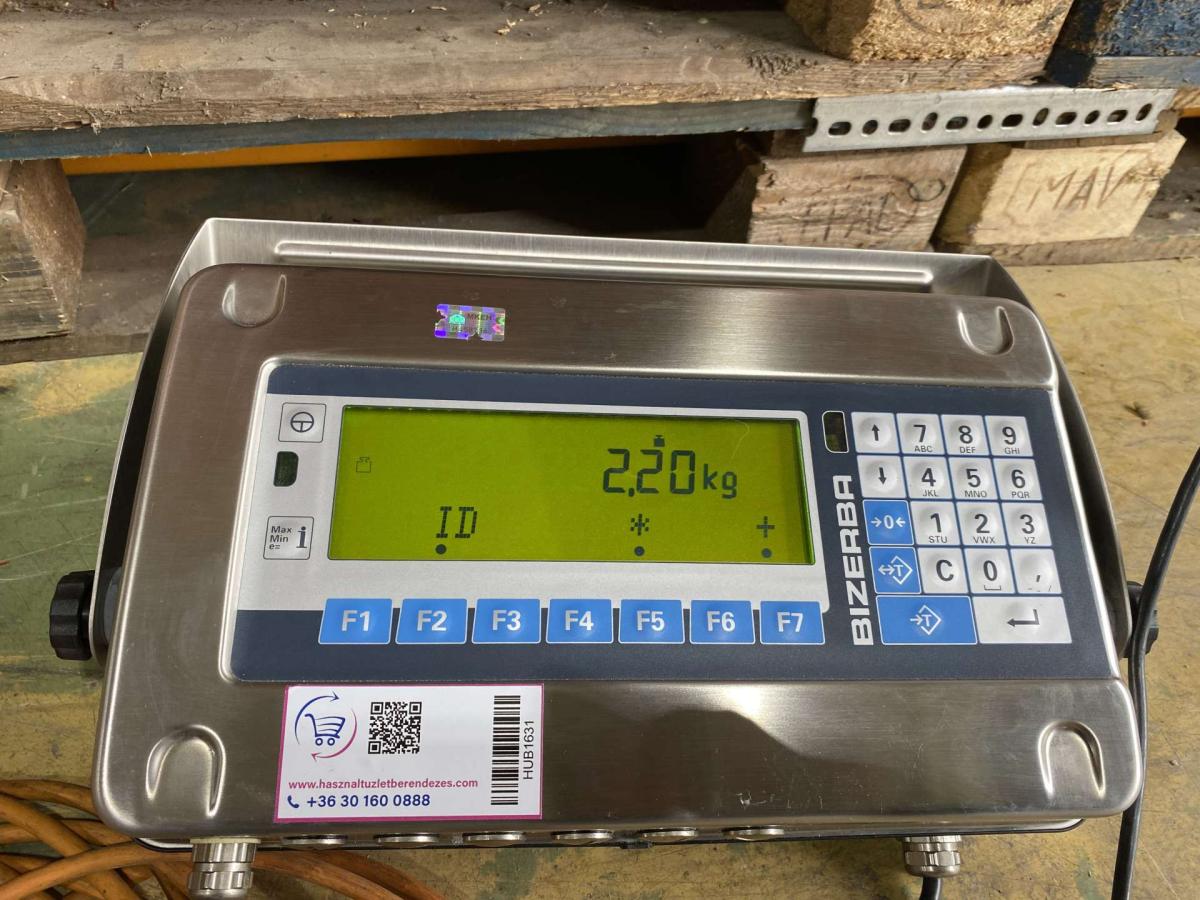 EMAV
MKEH
2,20 kg
ID * +
Max
Min
e= i
BIZERBA
F1 F2 F3 F4 F5 F6 F7
↑ 7 ABC 8 DEF 9 GHI
↓ 4 JKL 5 MNO 6 PQR
→0← 1 STU 2 VWX 3 YZ
T C 0 ,
→T
www.hasznaltuzletberendezes.com
+36 30 160 0888
HUB1631